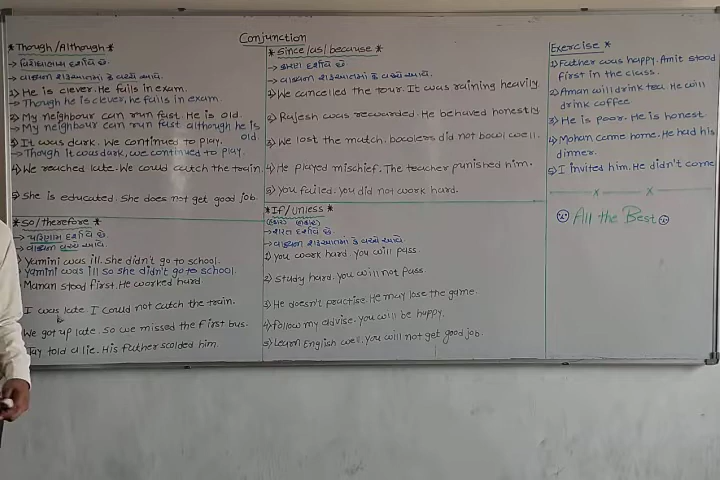 Conjunction
* Though /Although *
→ વિરોધાભાસ દર્શાવે છે.
→ વાક્યની શરૂઆતમાં કે વચ્ચે આવે.
1) He is clever. He fails in exam.
→ Though he is clever, he fails in exam.
2) My neighbour can run fast. He is old.
→ My neighbour can run fast although he is old.
3) It was dark. We continued to play.
→ Though it was dark, we continued to play.
4) We reached late. We could catch the train.
5) She is educated. She does not get good job.
* So/therefore *
→ પરિણામ દર્શાવે છે.
→ વાક્યની વચ્ચે આવે.
Yamini was ill. She didn't go to school.
Yamini was ill so she didn't go to school.
Manan stood first. He worked hard.
I was late. I could not catch the train.
We got up late. So we missed the first bus.
Jay told a lie. His father scolded him.
* Since /as/ because *
→ કારણ દર્શાવે છે.
→ વાક્યની શરૂઆતમાં કે વચ્ચે આવે.
1) We cancelled the tour. It was raining heavily.
2) Rajesh was rewarded. He behaved honestly.
3) We lost the match. bowlers did not bowl well.
4) He played mischief. The teacher punished him.
5) you failed. you did not work hard.
* If/unless *
→ શરત દર્શાવે છે.
→ વાક્યની શરૂઆતમાં કે વચ્ચે આવે.
1) you work hard. you will pass.
2) Study hard. you will not pass.
3) He doesn't practise. He may lose the game.
4) follow my advise. you will be happy.
5) learn English well. you will not get good job.
Exercise *
1) Father was happy. Amit stood
first in the class.
2) Aman will drink tea. He will
drink coffee
3) He is poor. He is honest.
4) Mohan came home. He had his
dinner.
5) I invited him. He didn't come
x x
All the Best